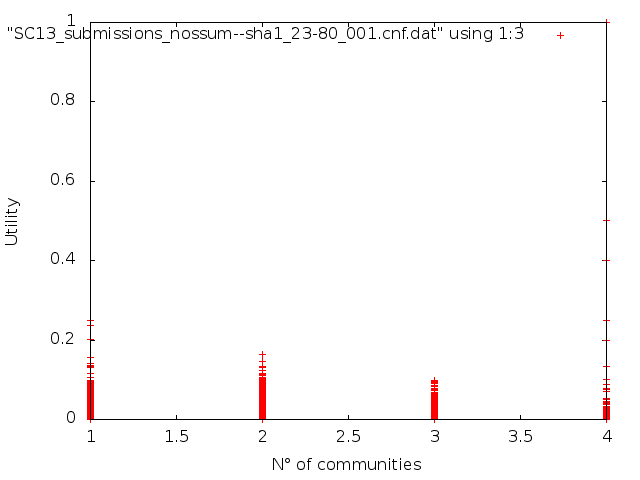 1
"SC13_submissions_nossum--sha1_23-80_001.cnf.dat" using 1:3
0.8
0.6
Utility
0.4
0.2
0
1 1.5 2 2.5 3 3.5 4
N° of communities